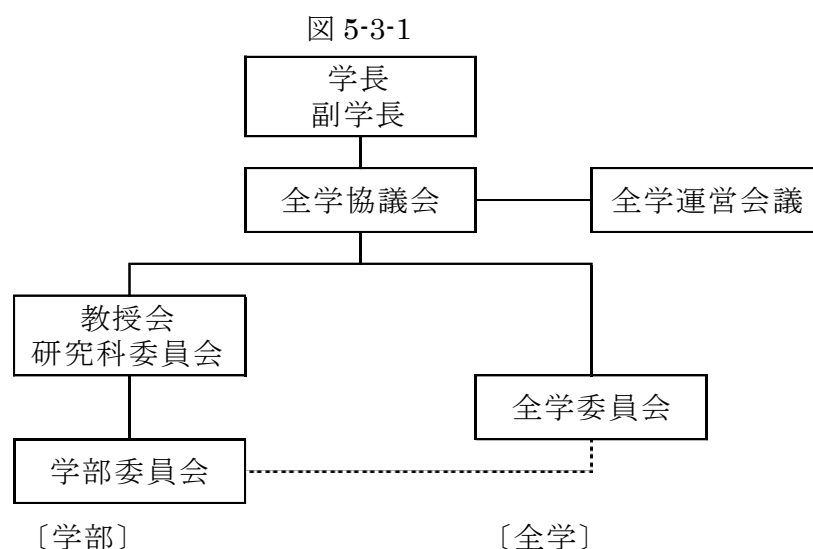 図 5-3-1
学長
副学長
全学協議会
全学運営会議
教授会
研究科委員会
全学委員会
学部委員会
〔学部〕
〔全学〕